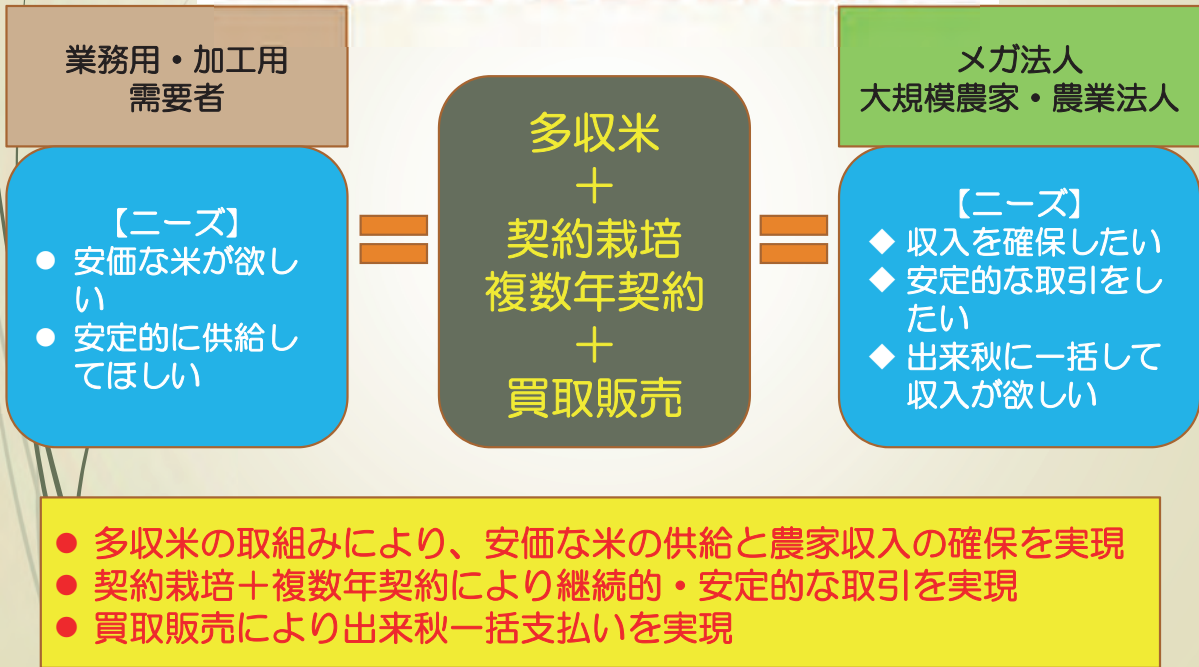 業務用・加工用
需要者
【ニーズ】
● 安価な米が欲し
い
● 安定的に供給し
てほしい
多収米
＋
契約栽培
複数年契約
＋
買取販売
メガ法人
大規模農家・農業法人
【ニーズ】
◆ 収入を確保したい
◆ 安定的な取引をし
たい
◆ 出来秋に一括して
収入が欲しい
● 多収米の取組みにより、安価な米の供給と農家収入の確保を実現
● 契約栽培＋複数年契約により継続的・安定的な取引を実現
● 買取販売により出来秋一括支払いを実現